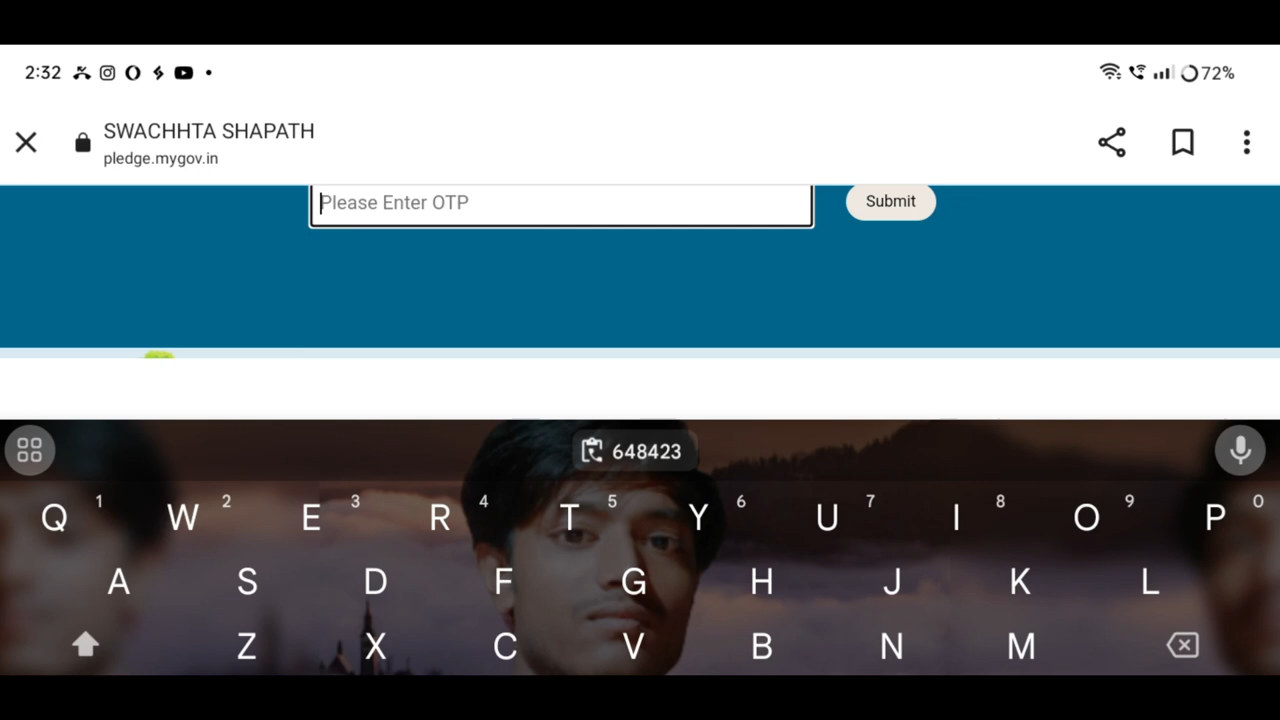 2:32 72%
SWACHHTA SHAPATH
pledge.mygov.in
Please Enter OTP Submit
648423
Q 1 W 2 E 3 R 4 T 5 Y 6 U 7 I 8 O 9 P 0
A S D F G H J K L
Z X C V B N M